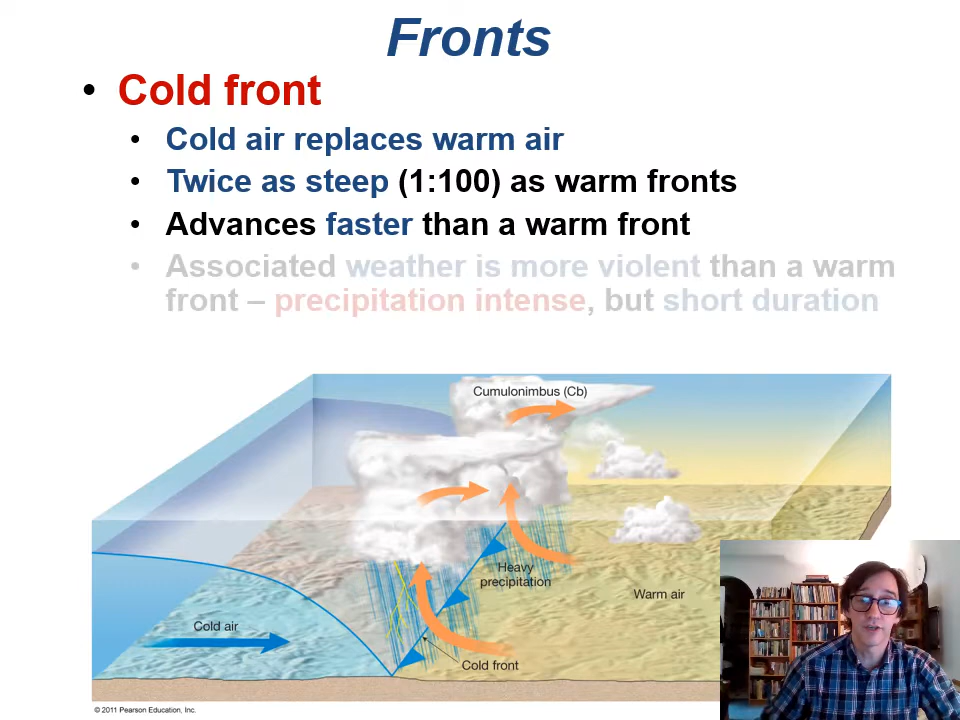 Fronts
• Cold front
• Cold air replaces warm air
• Twice as steep (1:100) as warm fronts
• Advances faster than a warm front
• Associated weather is more violent than a warm
front – precipitation intense, but short duration
Cumulonimbus (Cb)
Heavy
precipitation
Warm air
Cold air
Cold front
© 2011 Pearson Education, Inc.